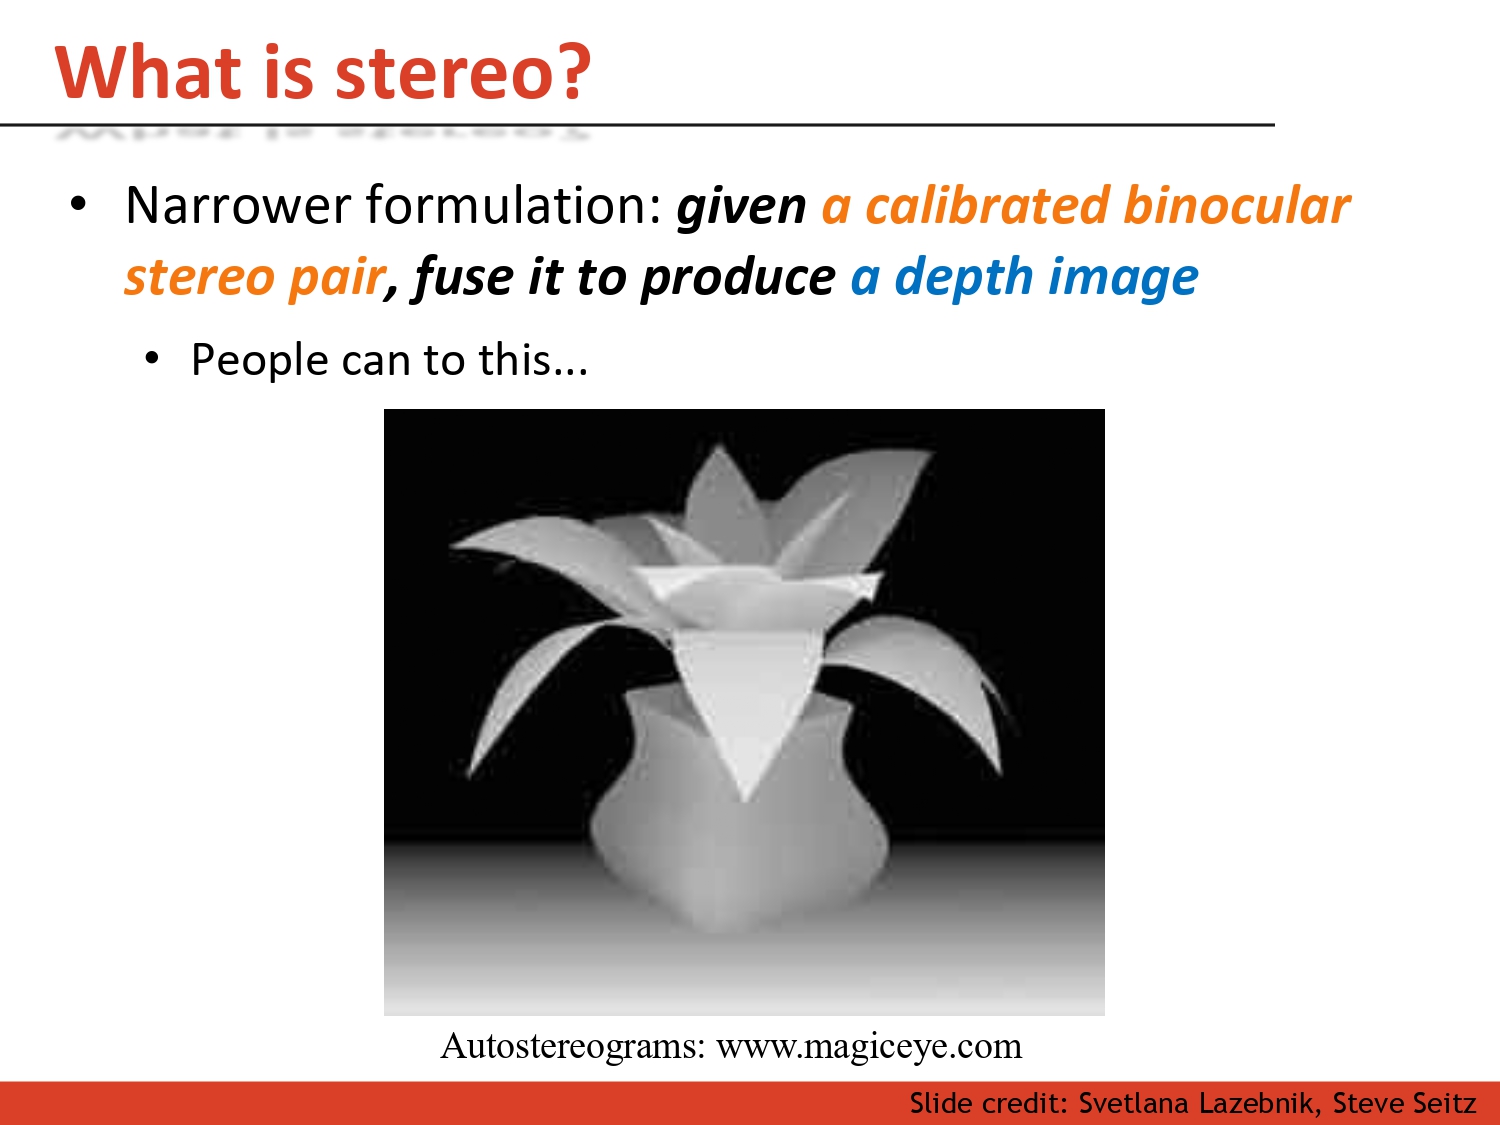 What is stereo?
• Narrower formulation: given a calibrated binocular
stereo pair, fuse it to produce a depth image
• People can to this...
Autostereograms: www.magiceye.com
Slide credit: Svetlana Lazebnik, Steve Seitz